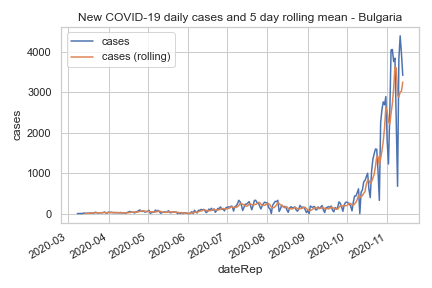 New COVID-19 daily cases and 5 day rolling mean - Bulgaria
cases
cases (rolling)
4000
3000
2000
1000
0
cases
2020-03
2020-04
2020-05
2020-06
2020-07
2020-08
2020-09
2020-10
2020-11
dateRep